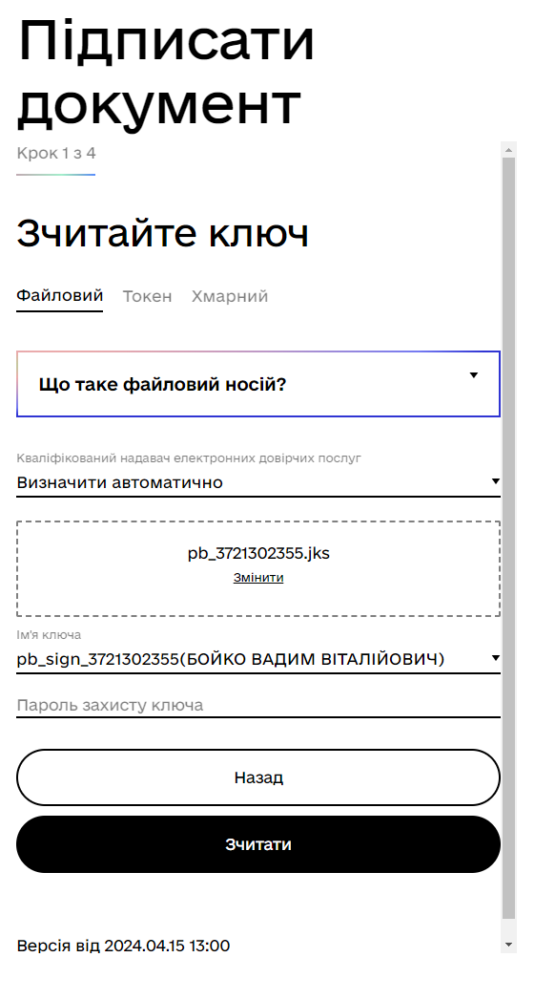 Підписати
документ
Крок 1 з 4
Зчитайте ключ
Файловий Токен Хмарний
Що таке файловий носій?
Кваліфікований надавач електронних довірчих послуг
Визначити автоматично
pb_3721302355.jks
Змінити
Ім'я ключа
pb_sign_3721302355(БОЙКО ВАДИМ ВІТАЛІЙОВИЧ)
Пароль захисту ключа
Назад
Зчитати
Версія від 2024.04.15 13:00